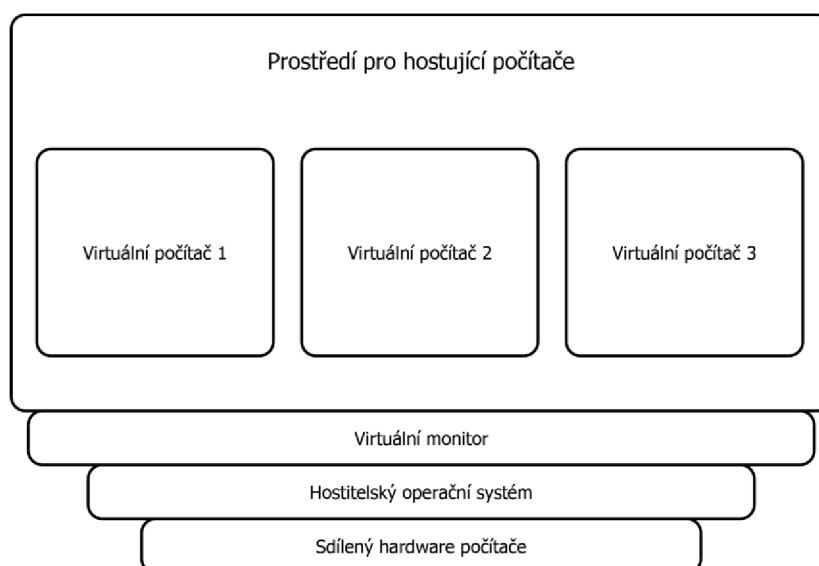 Prostředí pro hostující počítače
Virtuální počítač 1
Virtuální počítač 2
Virtuální počítač 3
Virtuální monitor
Hostitelský operační systém
Sdílený hardware počítače